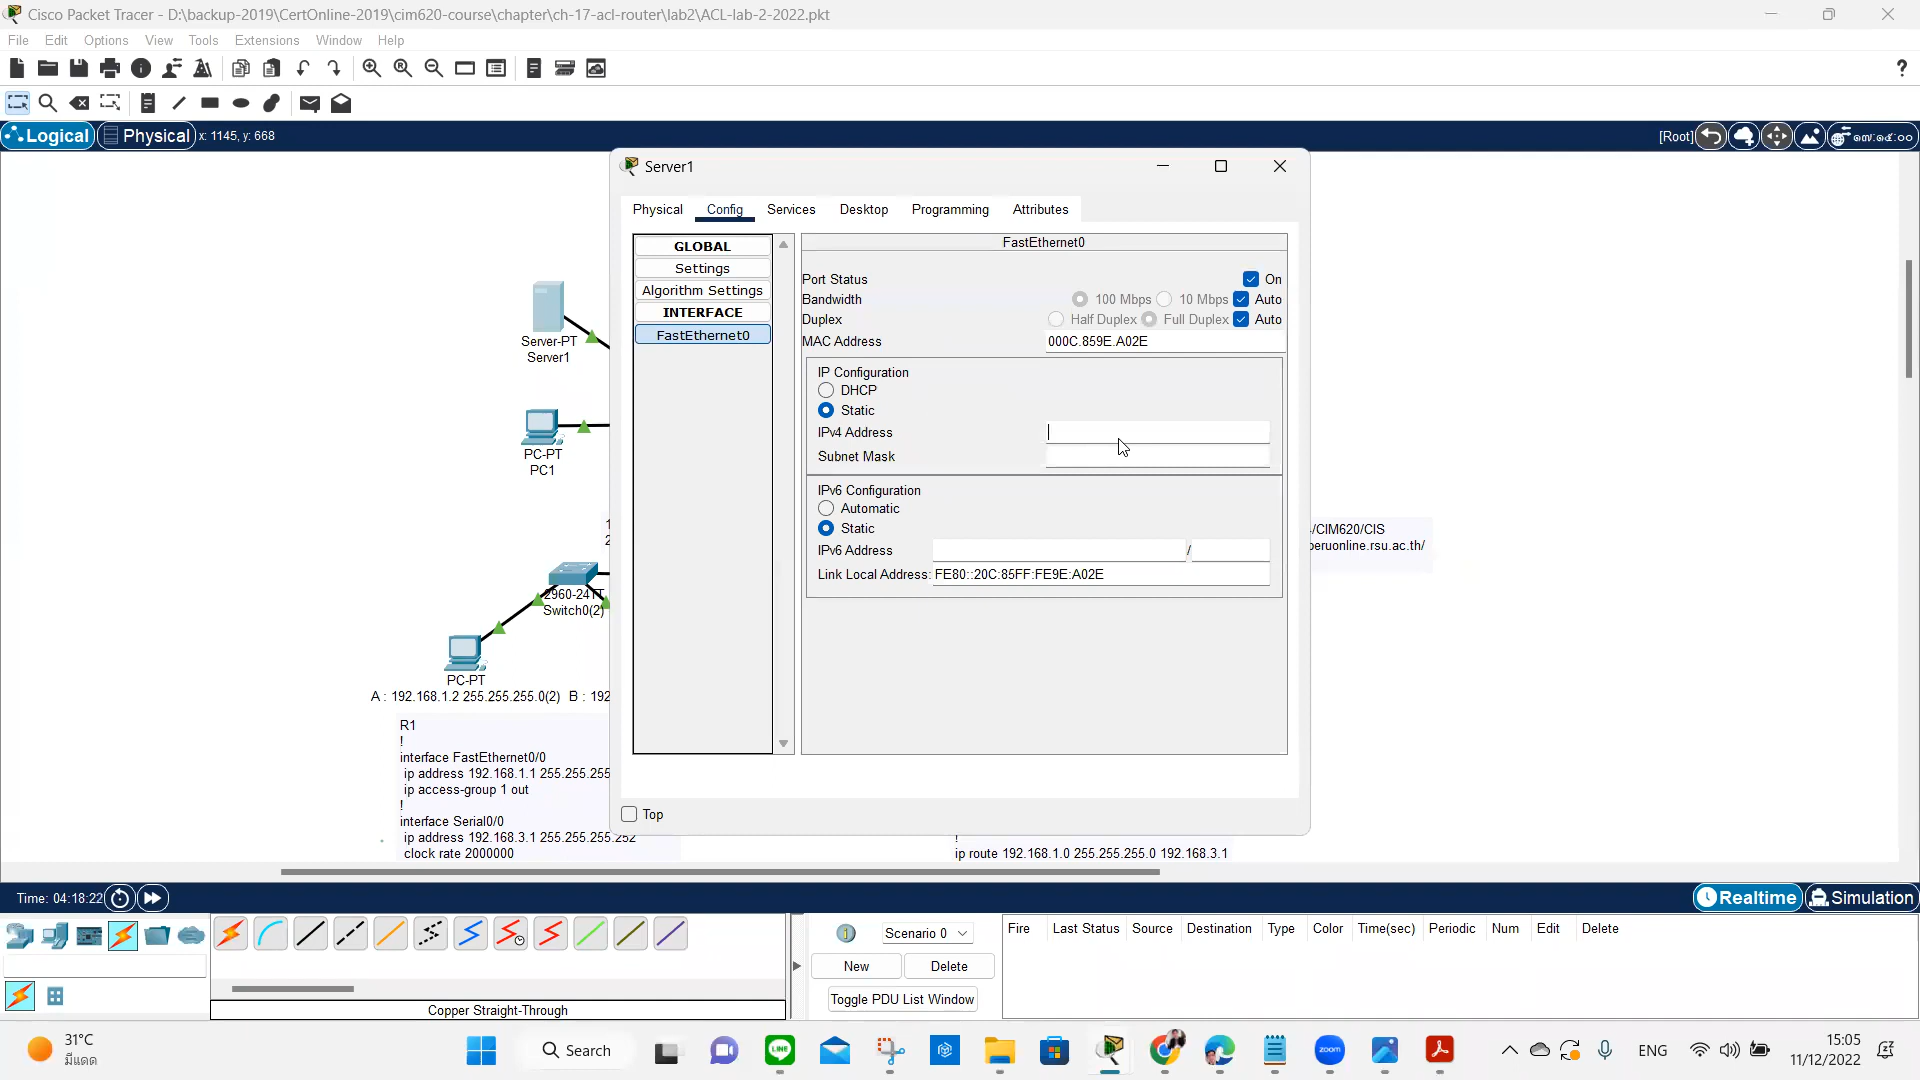 Cisco Packet Tracer - D:\backup-2019\CertOnline-2019\cim620-course\chapter\ch-17-acl-router\lab2\ACL-lab-2-2022.pkt
File Edit Options View Tools Extensions Window Help
?
Logical Physical x: 1145, y: 668
[Root] ๑๗:๑๕:๐๐
Server1
Physical Config Services Desktop Programming Attributes
GLOBAL
Settings
Algorithm Settings
INTERFACE
FastEthernet0
FastEthernet0
Port Status On
Bandwidth 100 Mbps 10 Mbps Auto
Duplex Half Duplex Full Duplex Auto
MAC Address 000C.859E.A02E
IP Configuration
DHCP
Static
IPv4 Address
Subnet Mask
IPv6 Configuration
Automatic
Static
IPv6 Address /
Link Local Address: FE80::20C:85FF:FE9E:A02E
Top
Server-PT
Server1
PC-PT
PC1
1
2
2960-24TT
Switch0(2)
PC-PT
A : 192.168.1.2 255.255.255.0(2) B : 192
/CIM620/CIS
peruonline.rsu.ac.th/
R1
!
interface FastEthernet0/0
ip address 192.168.1.1 255.255.255
ip access-group 1 out
!
interface Serial0/0
ip address 192.168.3.1 255.255.255.252
clock rate 2000000
!
ip route 192.168.1.0 255.255.255.0 192.168.3.1
Time: 04:18:22
Realtime Simulation
Copper Straight-Through
Scenario 0
New Delete
Toggle PDU List Window
Fire Last Status Source Destination Type Color Time(sec) Periodic Num Edit Delete
31°C
มีแดด
Search
LINE
zoom
ENG
15:05
11/12/2022